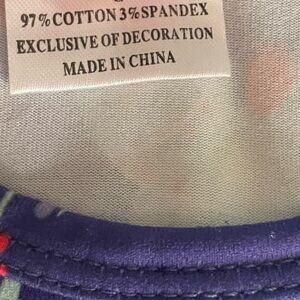 97% COTTON 3% SPANDEX
EXCLUSIVE OF DECORATION
MADE IN CHINA